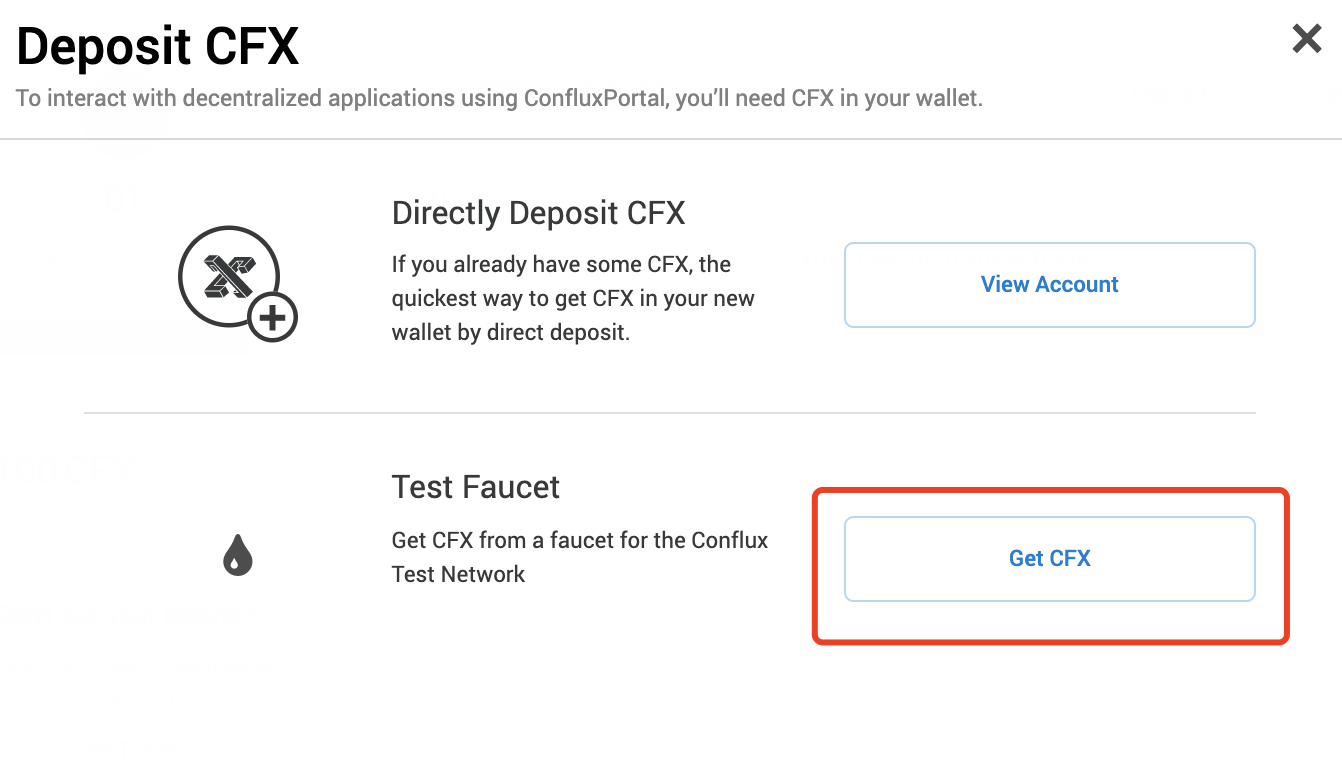 Deposit CFX
To interact with decentralized applications using ConfluxPortal, you’ll need CFX in your wallet.
Directly Deposit CFX
If you already have some CFX, the
quickest way to get CFX in your new
wallet by direct deposit.
View Account
Test Faucet
Get CFX from a faucet for the Conflux
Test Network
Get CFX